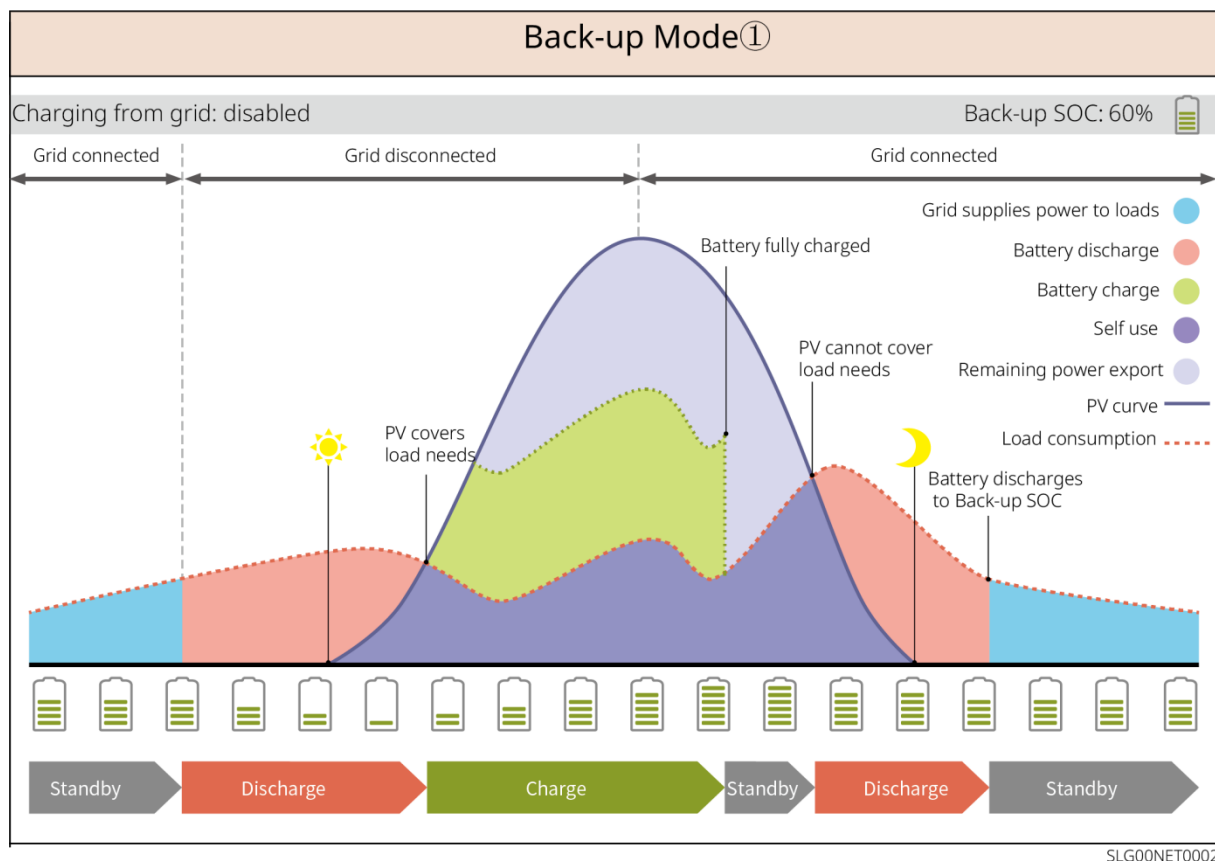 Back-up Mode①
Charging from grid: disabled
Back-up SOC: 60%
Grid connected
Grid disconnected
Grid connected
Grid supplies power to loads
Battery discharge
Battery charge
Self use
Remaining power export
PV curve
Load consumption
Battery fully charged
PV cannot cover
load needs
PV covers
load needs
Battery discharges
to Back-up SOC
Standby
Discharge
Charge
Standby
Discharge
Standby
SLG00NET0002